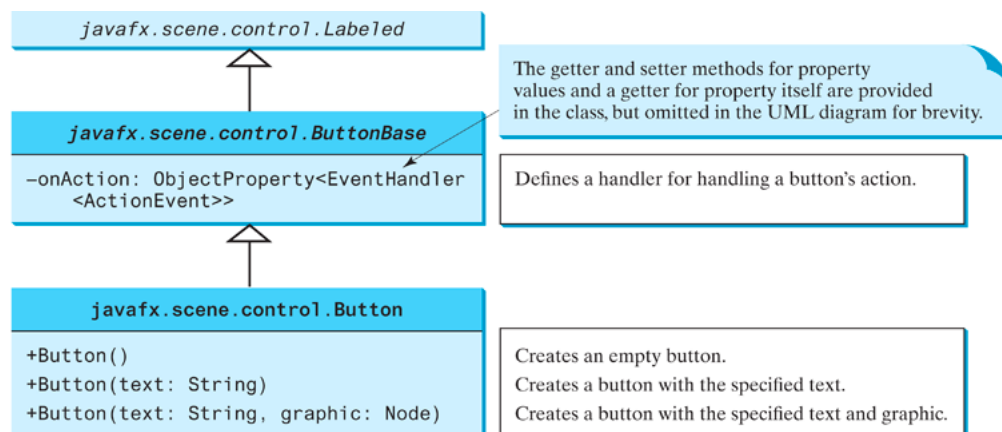 javafx.scene.control.Labeled
The getter and setter methods for property
values and a getter for property itself are provided
in the class, but omitted in the UML diagram for brevity.
javafx.scene.control.ButtonBase
–onAction: ObjectProperty<EventHandler
<ActionEvent>>
Defines a handler for handling a button's action.
javafx.scene.control.Button
+Button()
Creates an empty button.
+Button(text: String)
Creates a button with the specified text.
+Button(text: String, graphic: Node)
Creates a button with the specified text and graphic.